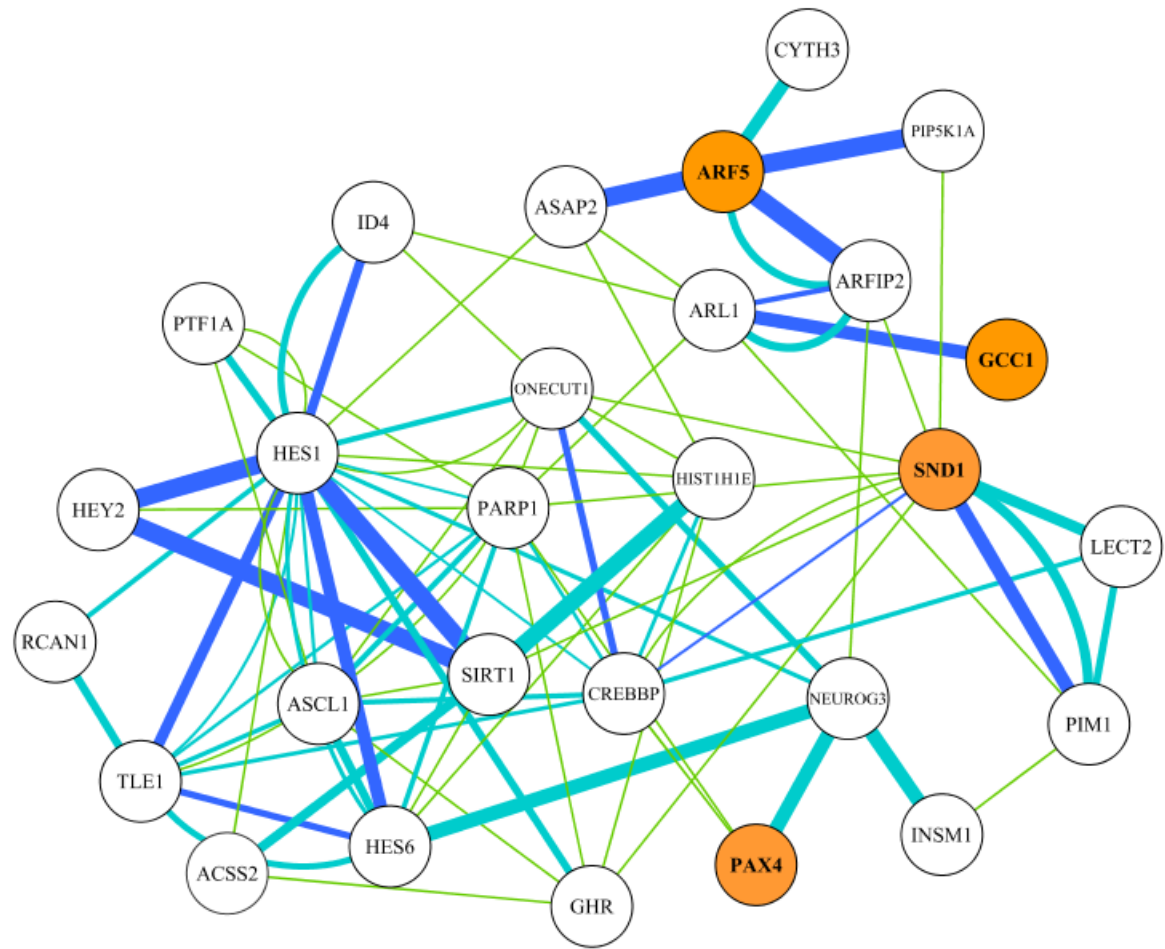 CYTH3
PIP5K1A
ARF5
ASAP2
ID4
ARFIP2
ARL1
PTF1A
GCC1
ONECUT1
HES1
SND1
HIST1H1E
HEY2
PARP1
LECT2
RCAN1
SIRT1
CREBBP
NEUROG3
ASCL1
PIM1
TLE1
INSM1
HES6
PAX4
ACSS2
GHR